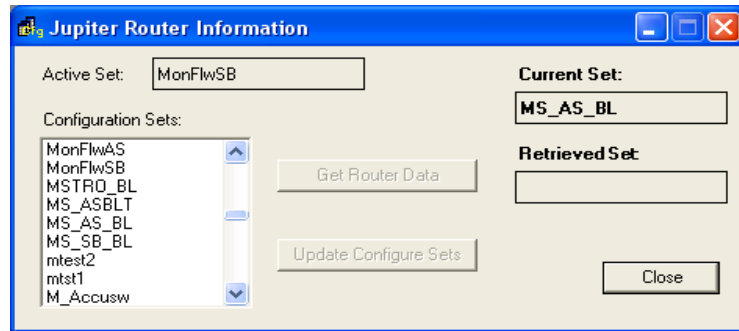 Jupiter Router Information
Active Set: MonFlwSB
Current Set:
MS_AS_BL
Configuration Sets:
MonFlwAS
MonFlwSB
MSTRO_BL
MS_ASBLT
MS_AS_BL
MS_SB_BL
mtest2
mtst1
M_Accusw
Get Router Data
Update Configure Sets
Retrieved Set:
Close